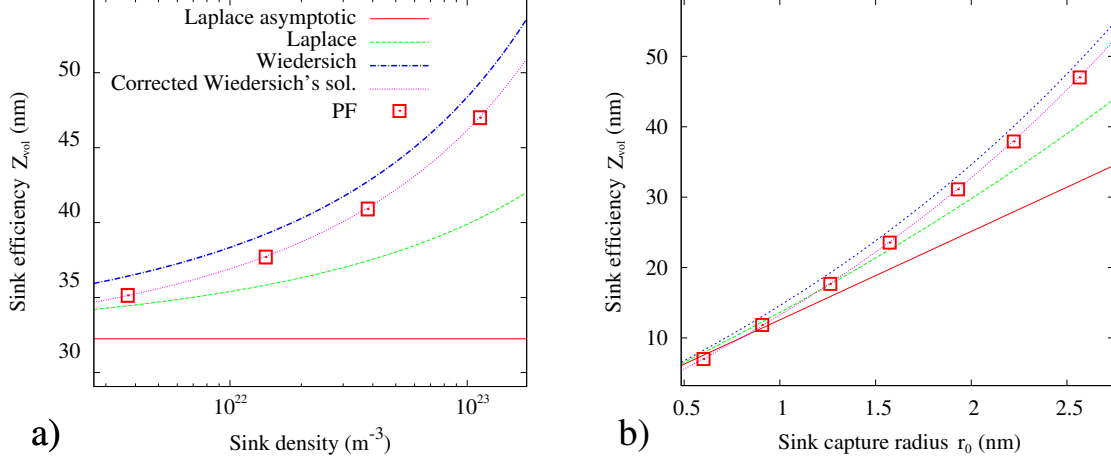 Laplace asymptotic
Laplace
Wiedersich
Corrected Wiedersich's sol.
PF
Sink efficiency Z_vol (nm)
50
45
40
35
30
10^22
10^23
Sink density (m^-3)
a)
Sink efficiency Z_vol (nm)
50
40
30
20
10
0.5
1
1.5
2
2.5
Sink capture radius r_0 (nm)
b)